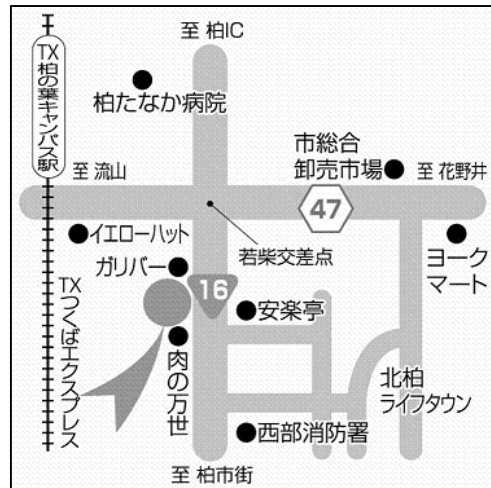 至 柏IC
TX
柏の葉キャンパス駅
柏たなか病院
市総合
卸売市場
至 流山
至 花野井
47
イエローハット
若柴交差点
ヨーク
マート
ガリバー
16
安楽亭
TXつくばエクスプレス
肉の万世
北柏
ライフタウン
西部消防署
至 柏市街